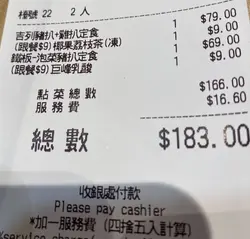 檯號 22 2 人
吉列豬扒+雞扒定食 1 $79.00
(跟餐$9) 椰果荔枝茶(凍) 1 $9.00
鐵板-泡菜豬扒定食 1 $69.00
(跟餐$9) 巨峰乳酸 1 $9.00
點菜總數 $166.00
服務費 $16.60
總數 $183.00
收銀處付款
Please pay cashier
*加一服務費 (四捨五入計算)